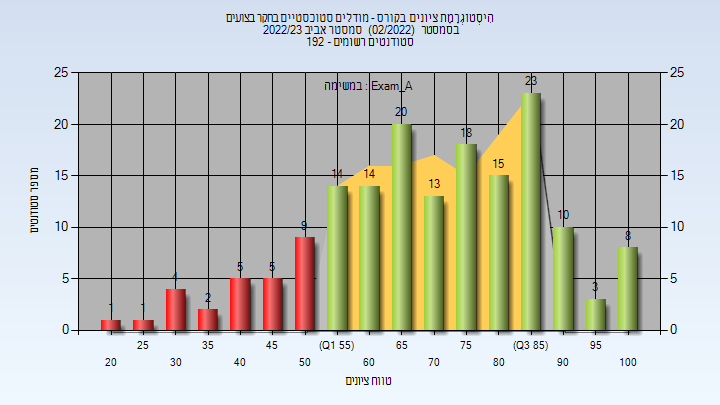 הִיסְטוֹגְרַמַּת ציונים בקורס - מודלים סטוכסטיים בחקר בצועים
בסמסטר (02/2022) סמסטר אביב 2022/23
סטודנטים רשומים - 192
במשימה : Exam_A
25 25
20 20
15 15
10 10
5 5
0 0
1 1 4 2 5 5 9 14 14 20 13 18 15 23 10 3 8
מספר סטודנטים
25 35 45 (Q1 55) 65 75 (Q3 85) 95
20 30 40 50 60 70 80 90 100
טווח ציונים